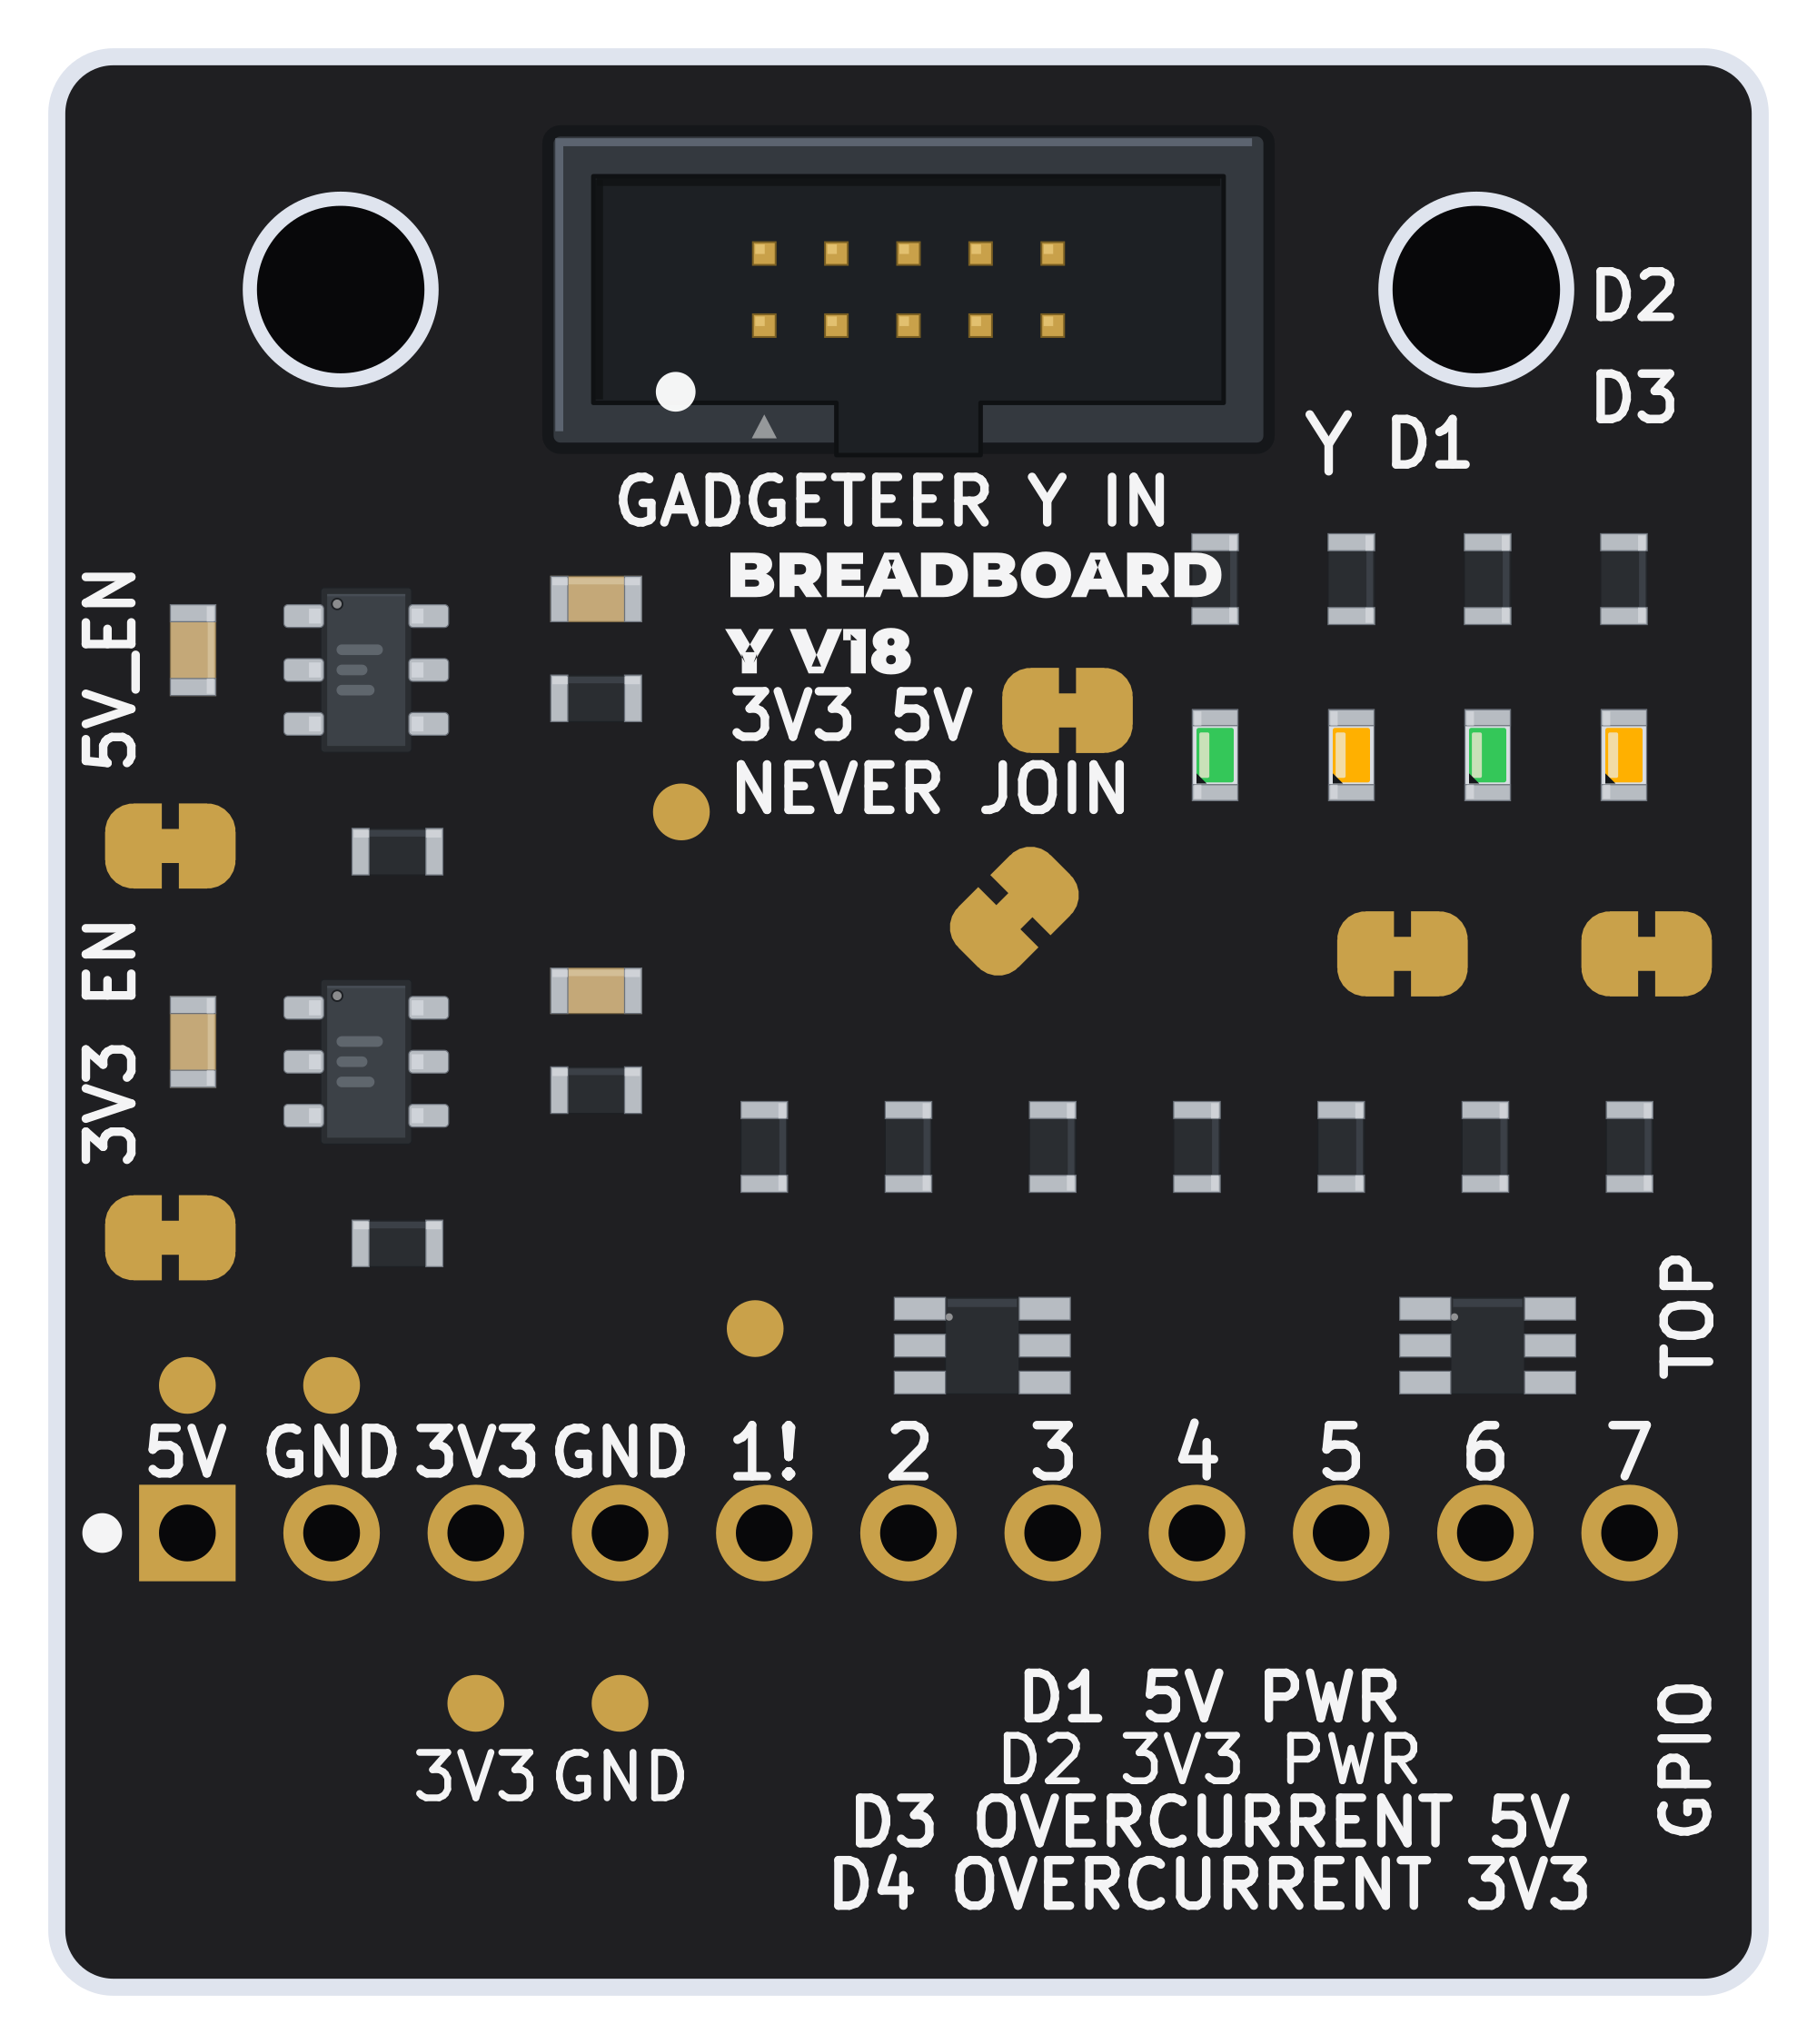 D2
D3
Y D1
GADGETEER Y IN
BREADBOARD
Y V18
3V3 5V
NEVER JOIN
5V_EN
3V3 EN
TOP
5V GND 3V3 GND 1! 2 3 4 5 6 7
3V3 GND
D1 5V PWR
D2 3V3 PWR
D3 OVERCURRENT 5V
D4 OVERCURRENT 3V3
GPIO